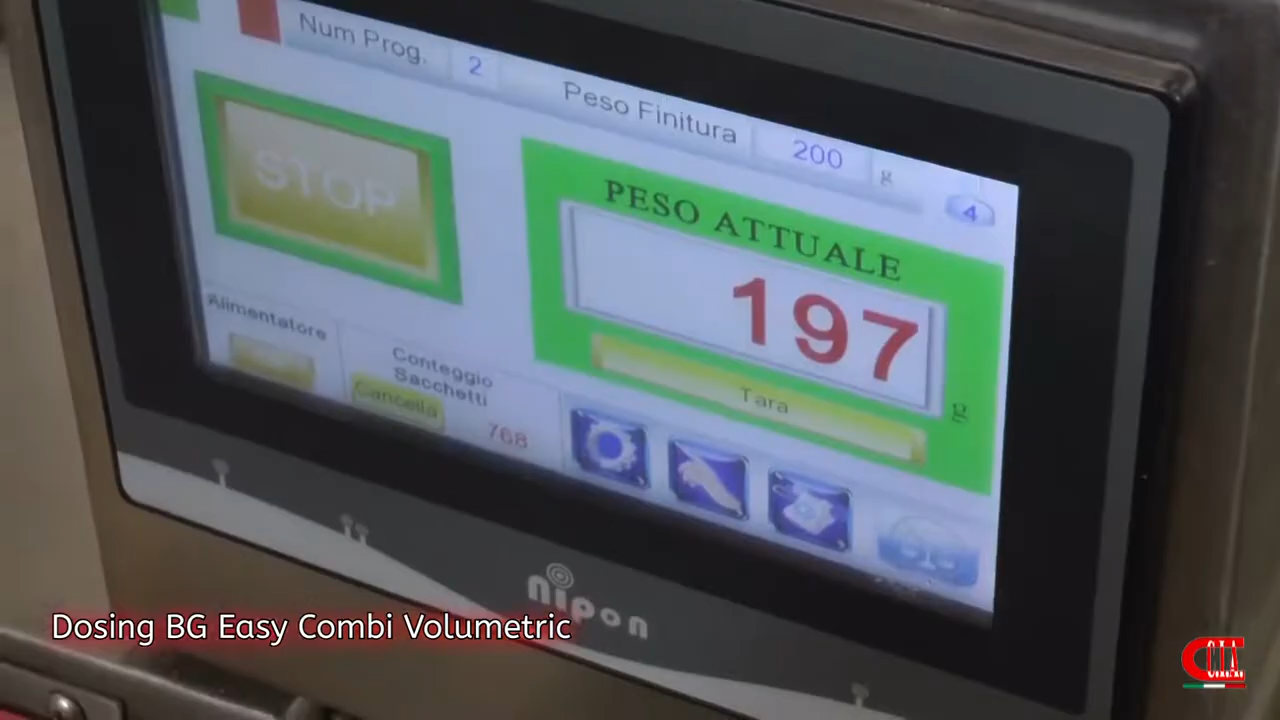 Num Prog. 2
Peso Finitura 200 g
4
STOP
PESO ATTUALE
197
g
Tara
Alimentatore
Conteggio
Sacchetti
Cancella
768
nipon
Dosing BG Easy Combi Volumetric